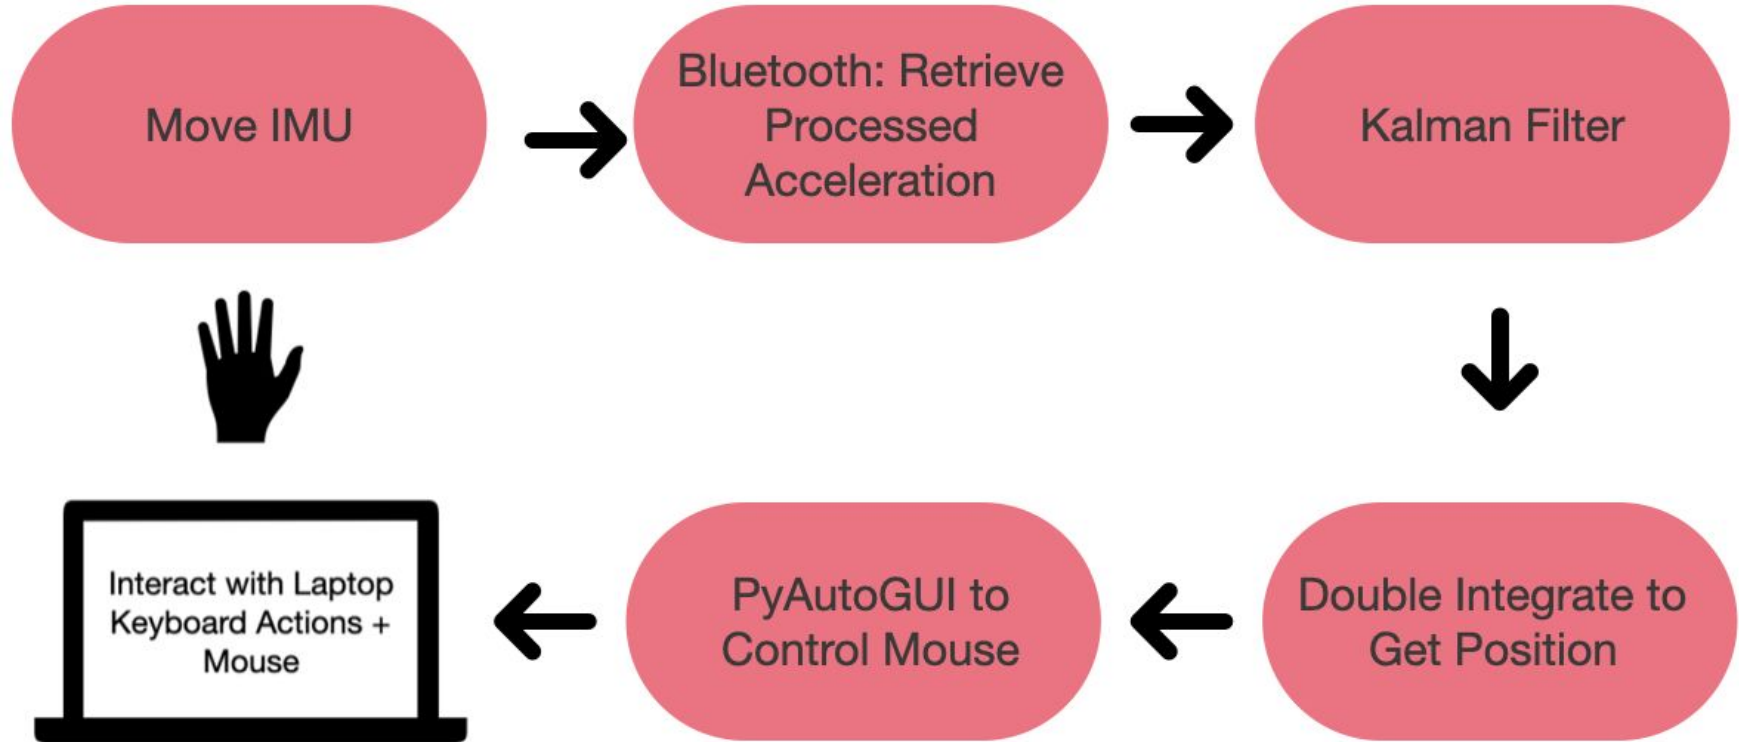 Move IMU
Bluetooth: Retrieve
Processed
Acceleration
Kalman Filter
Double Integrate to
Get Position
PyAutoGUI to
Control Mouse
Interact with Laptop
Keyboard Actions +
Mouse